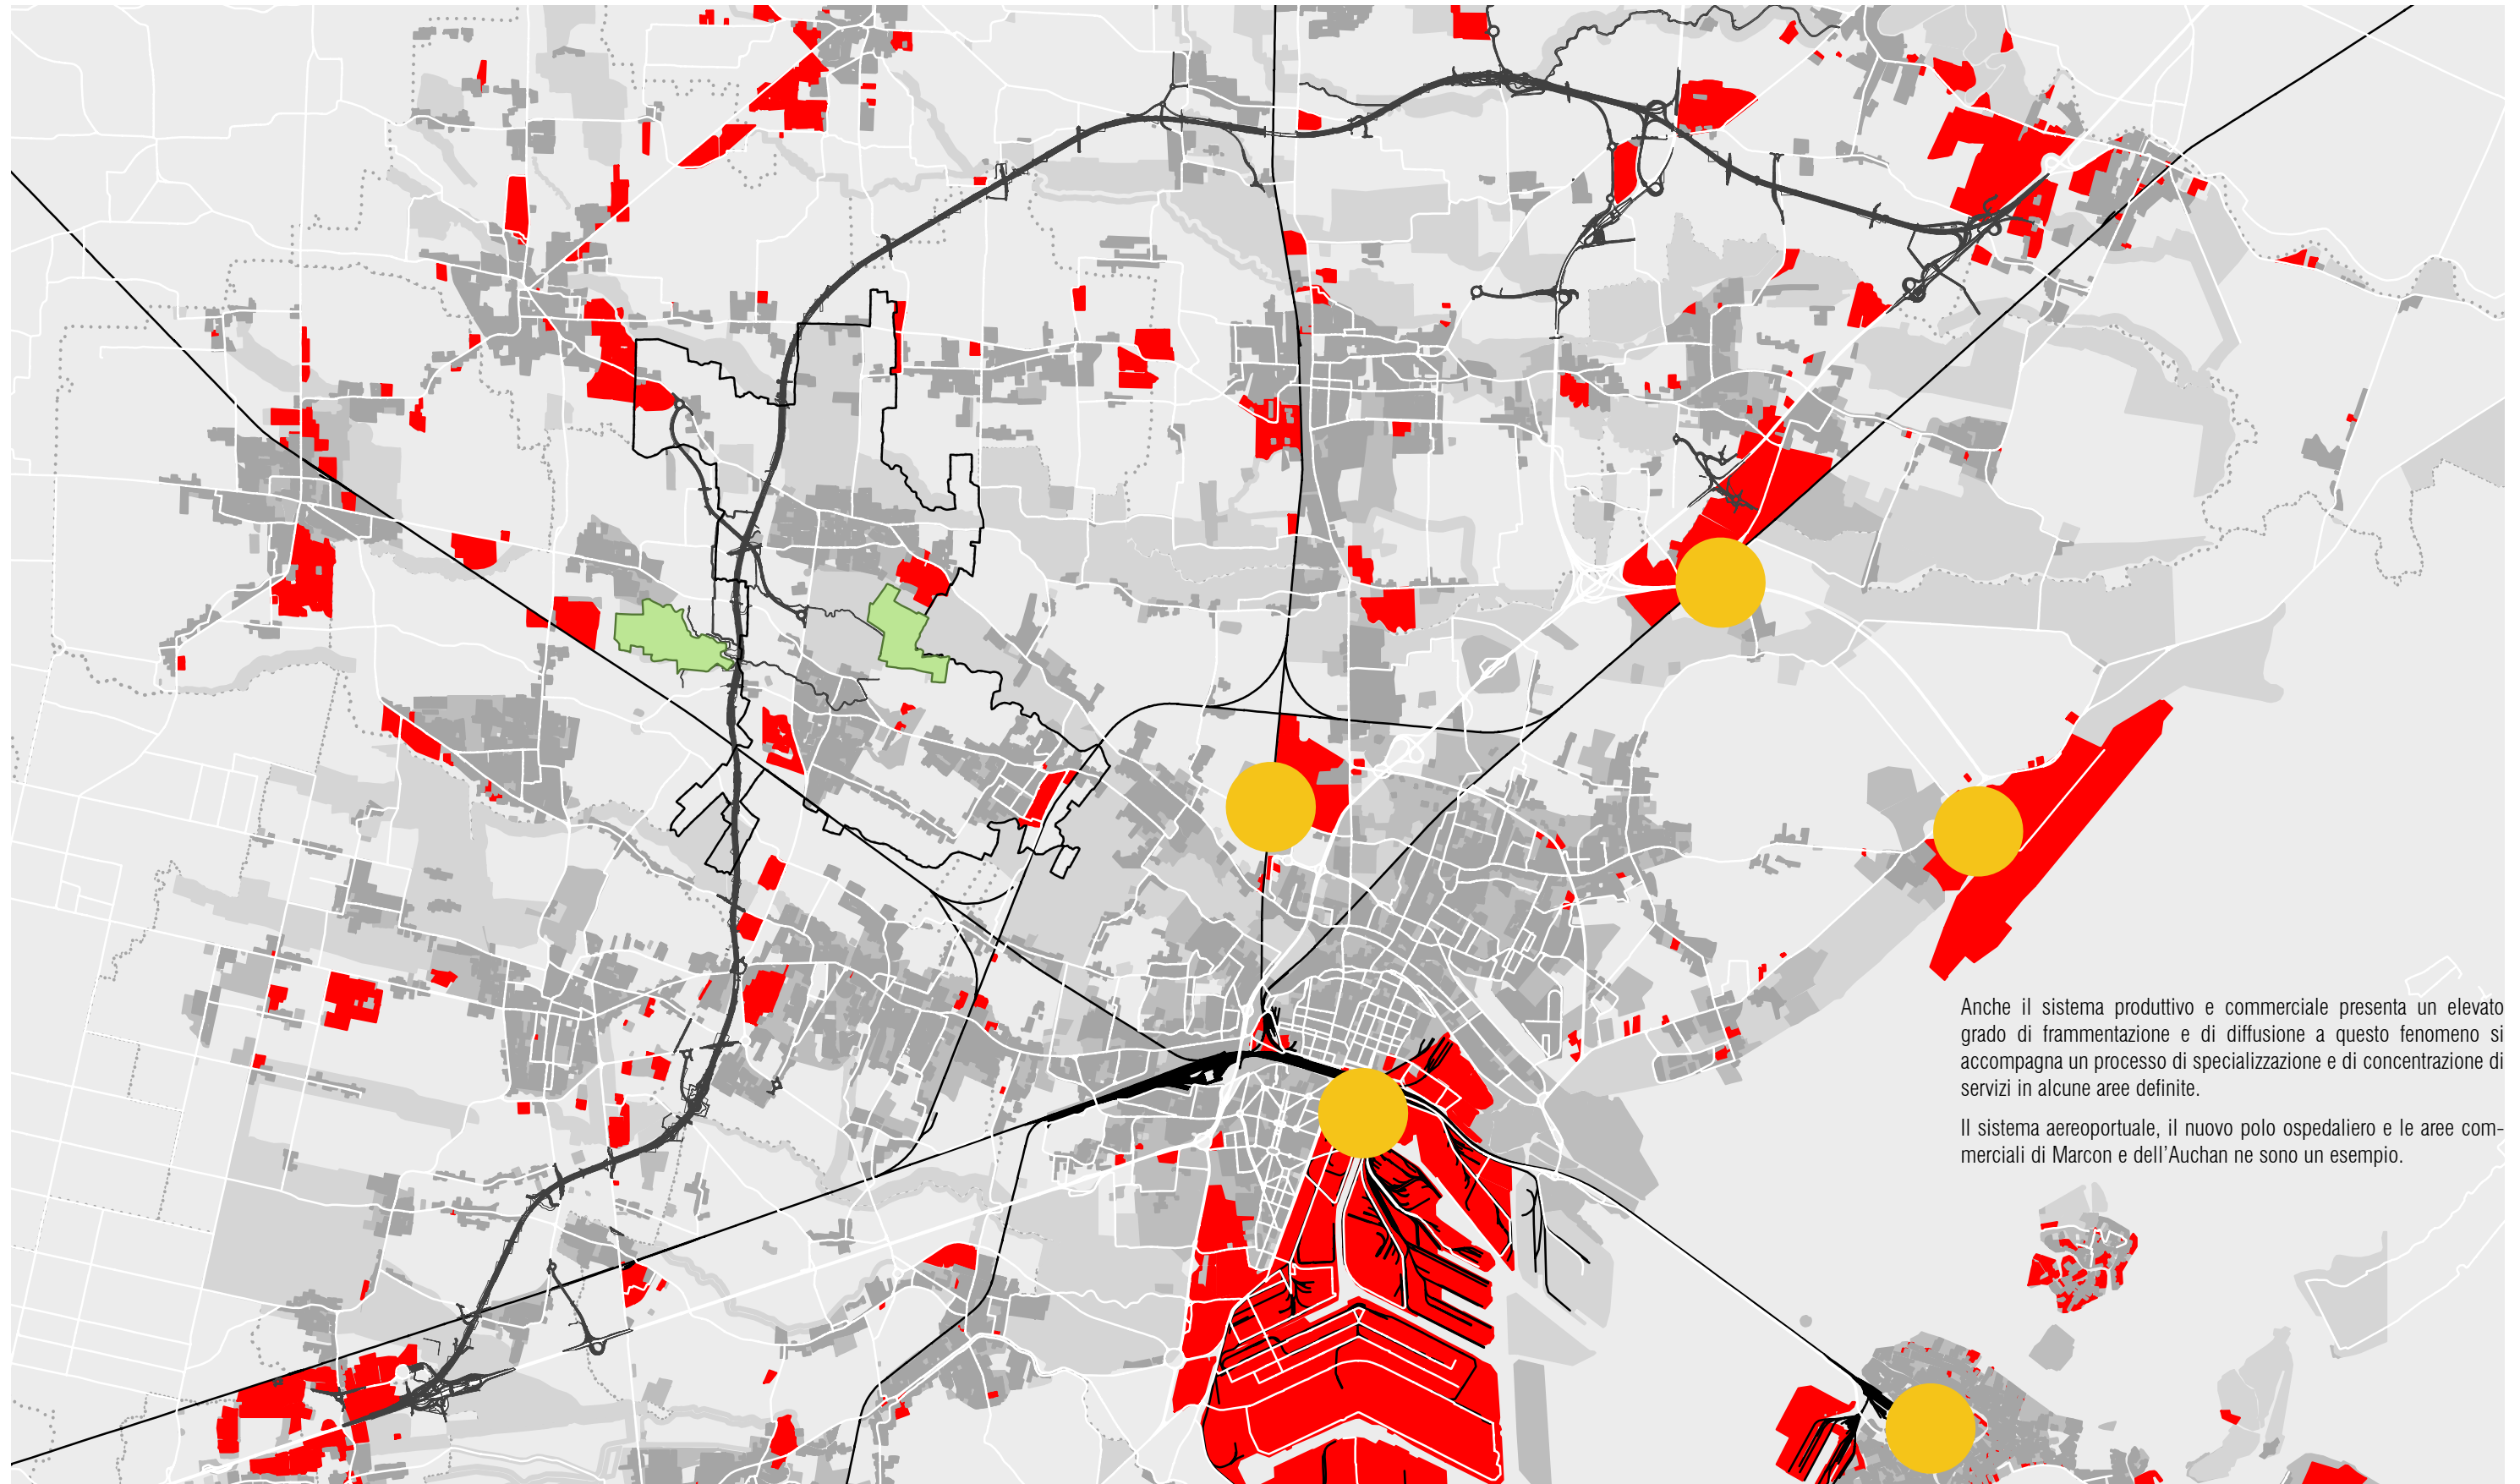 Anche il sistema produttivo e commerciale presenta un elevato
grado di frammentazione e di diffusione a questo fenomeno si
accompagna un processo di specializzazione e di concentrazione di
servizi in alcune aree definite.
Il sistema aereoportuale, il nuovo polo ospedaliero e le aree com-
merciali di Marcon e dell'Auchan ne sono un esempio.